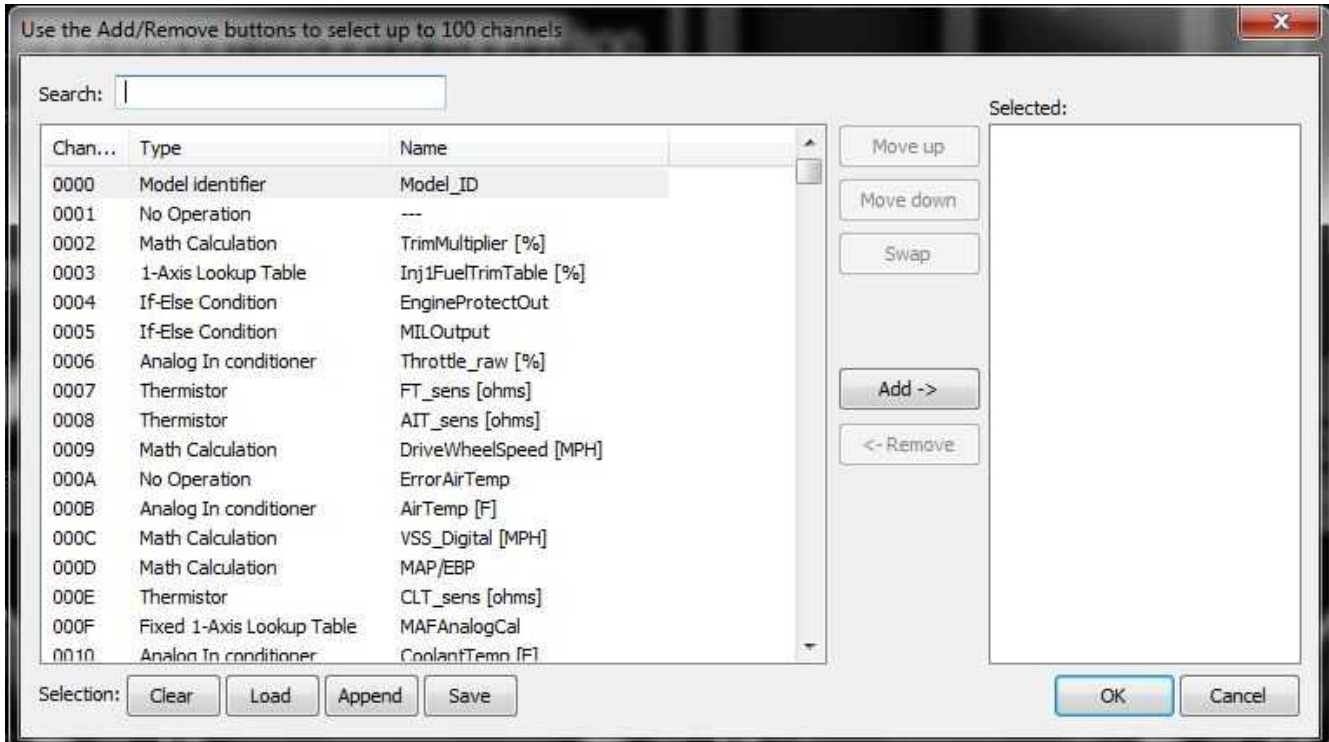 Use the Add/Remove buttons to select up to 100 channels
Search:
Selected:
Chan... Type Name
0000 Model identifier Model_ID
0001 No Operation ---
0002 Math Calculation TrimMultiplier [%]
0003 1-Axis Lookup Table Inj1FuelTrimTable [%]
0004 If-Else Condition EngineProtectOut
0005 If-Else Condition MILOutput
0006 Analog In conditioner Throttle_raw [%]
0007 Thermistor FT_sens [ohms]
0008 Thermistor AIT_sens [ohms]
0009 Math Calculation DriveWheelSpeed [MPH]
000A No Operation ErrorAirTemp
000B Analog In conditioner AirTemp [F]
000C Math Calculation VSS_Digital [MPH]
000D Math Calculation MAP/EBP
000E Thermistor CLT_sens [ohms]
000F Fixed 1-Axis Lookup Table MAFAnalogCal
0010 Analog In conditioner CoolantTemp [F]
Move up
Move down
Swap
Add ->
<- Remove
Selection: Clear Load Append Save
OK Cancel